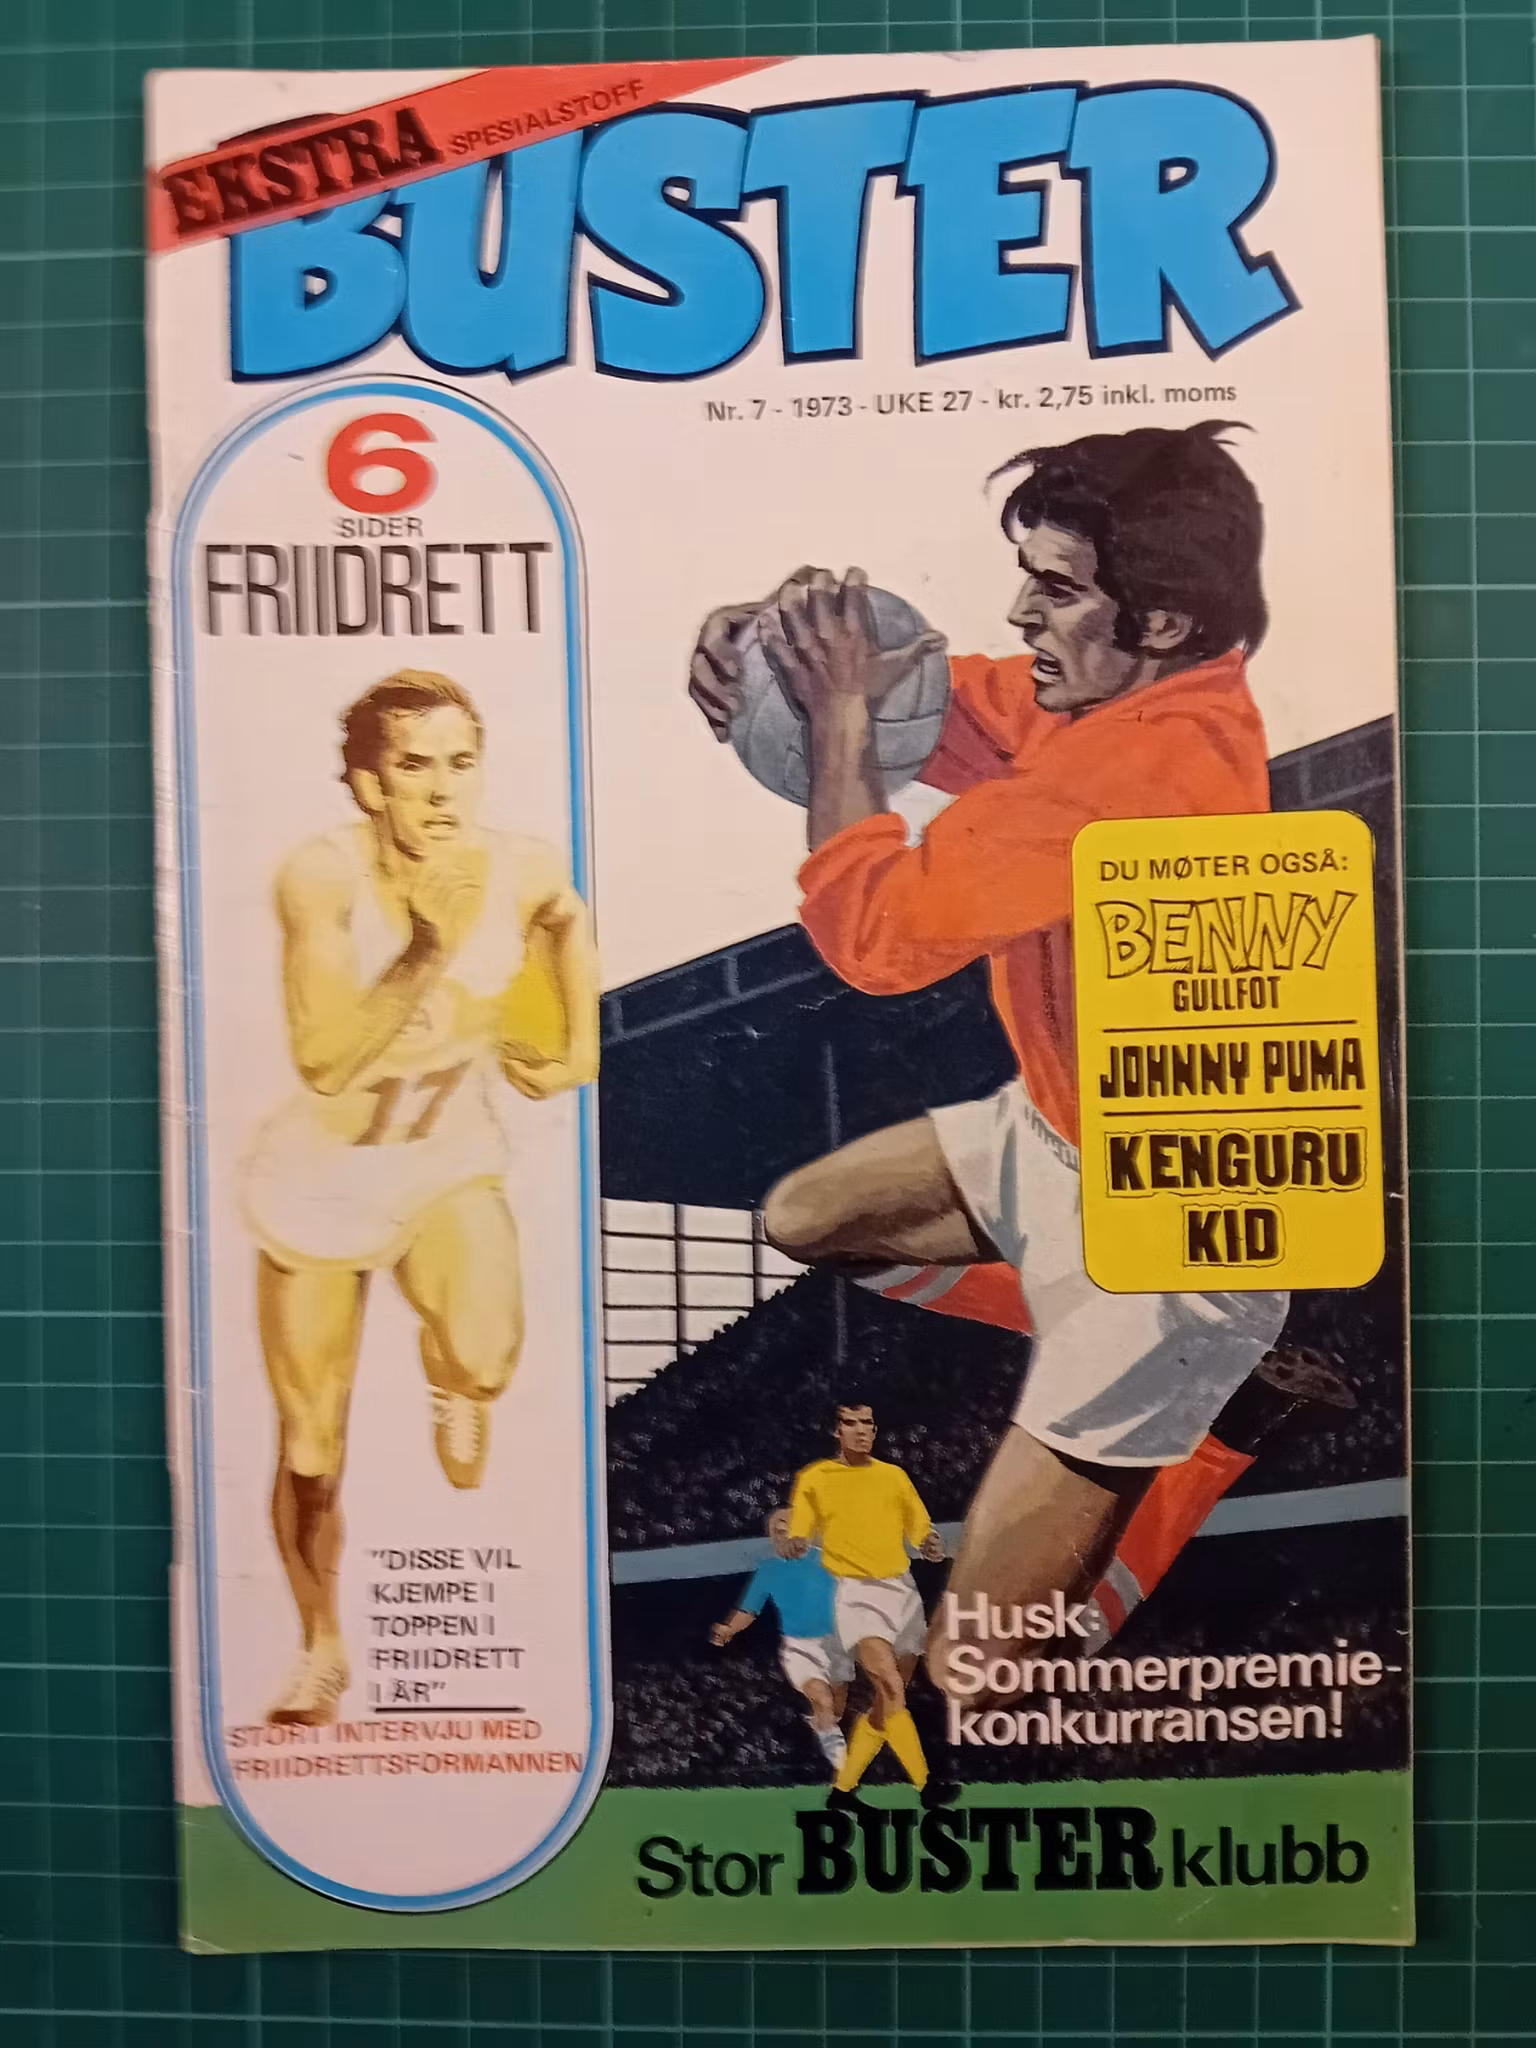 EKSTRA SPESIALSTOFF
BUSTER
Nr. 7 - 1973 - UKE 27 - kr. 2,75 inkl. moms
6
SIDER
FRIIDRETT
17
"DISSE VIL
KJEMPE I
TOPPEN I
FRIIDRETT
I ÅR"
STORT INTERVJU MED
FRIIDRETTSFORMANNEN
DU MØTER OGSÅ:
BENNY
GULLFOT
JOHNNY PUMA
KENGURU
KID
Husk:
Sommerpremie-
konkurransen!
Stor BUSTER klubb